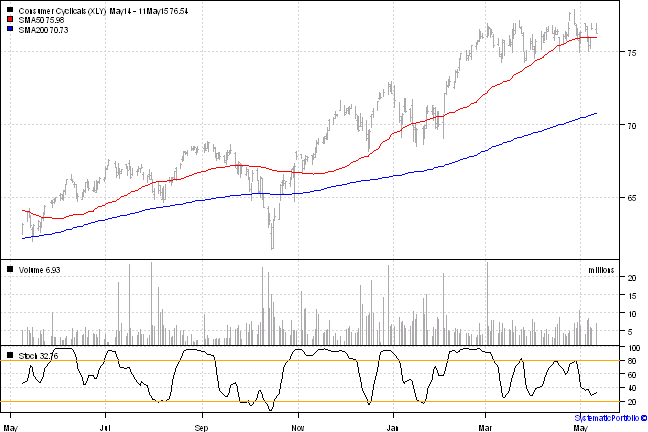 Consumer Cyclicals (XLY) May14 - 11May15 76.54
SMA50 75.98
SMA200 70.73
75
70
65
Volume 6.93
millions
20
15
10
5
Stoch 32.76
100
80
60
40
20
May
Jul
Sep
Nov
Jan
Mar
May
SystematicPortfolio ©